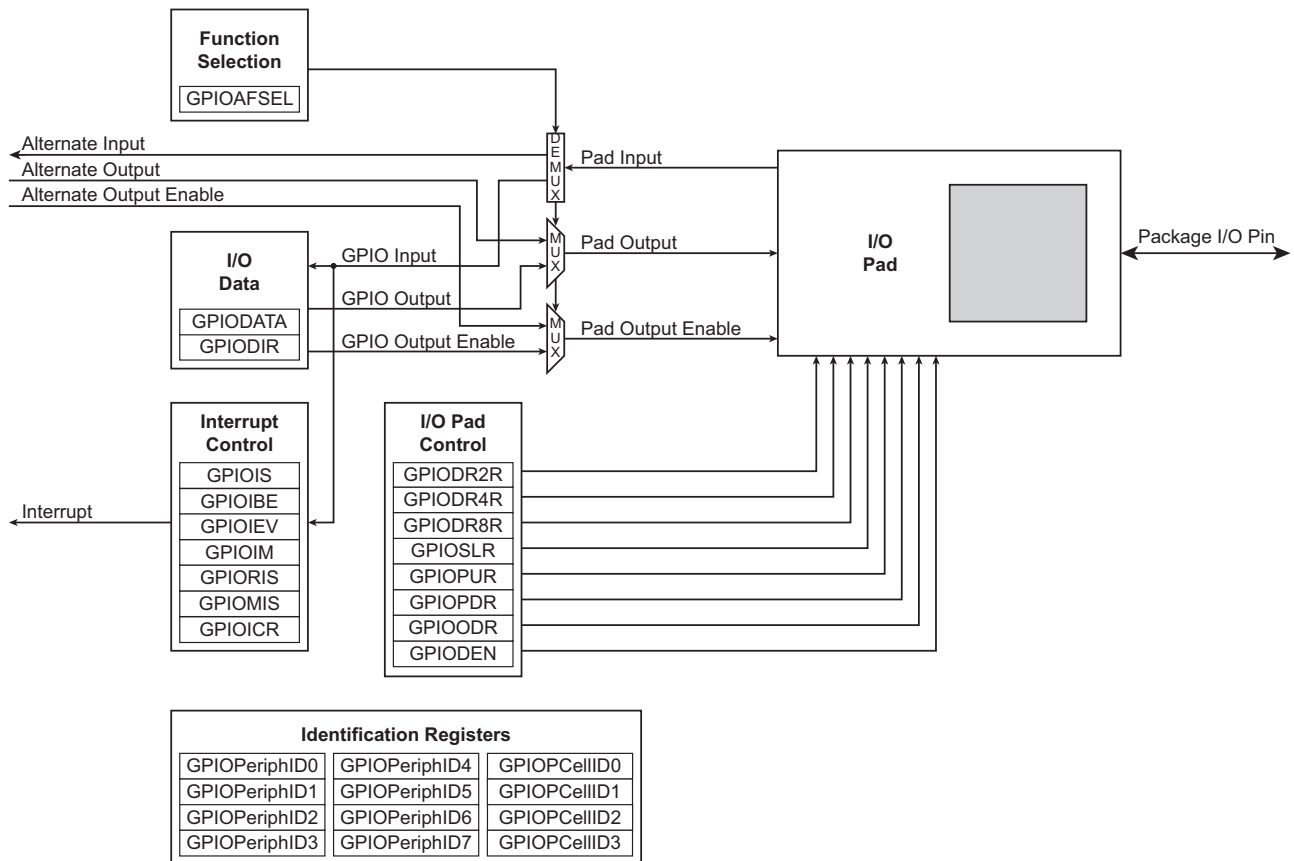 Function
Selection
GPIOAFSEL
Alternate Input
Alternate Output
Alternate Output Enable
DEMUX
Pad Input
MUX
Pad Output
MUX
Pad Output Enable
I/O
Data
GPIODATA
GPIODIR
GPIO Input
GPIO Output
GPIO Output Enable
I/O
Pad
Package I/O Pin
Interrupt
Control
GPIOIS
GPIOIBE
GPIOIEV
GPIOIM
GPIORIS
GPIOMIS
GPIOICR
Interrupt
I/O Pad
Control
GPIODR2R
GPIODR4R
GPIODR8R
GPIOSLR
GPIOPUR
GPIOPDR
GPIOODR
GPIODEN
Identification Registers
GPIOPeriphID0 GPIOPeriphID4 GPIOPCellID0
GPIOPeriphID1 GPIOPeriphID5 GPIOPCellID1
GPIOPeriphID2 GPIOPeriphID6 GPIOPCellID2
GPIOPeriphID3 GPIOPeriphID7 GPIOPCellID3